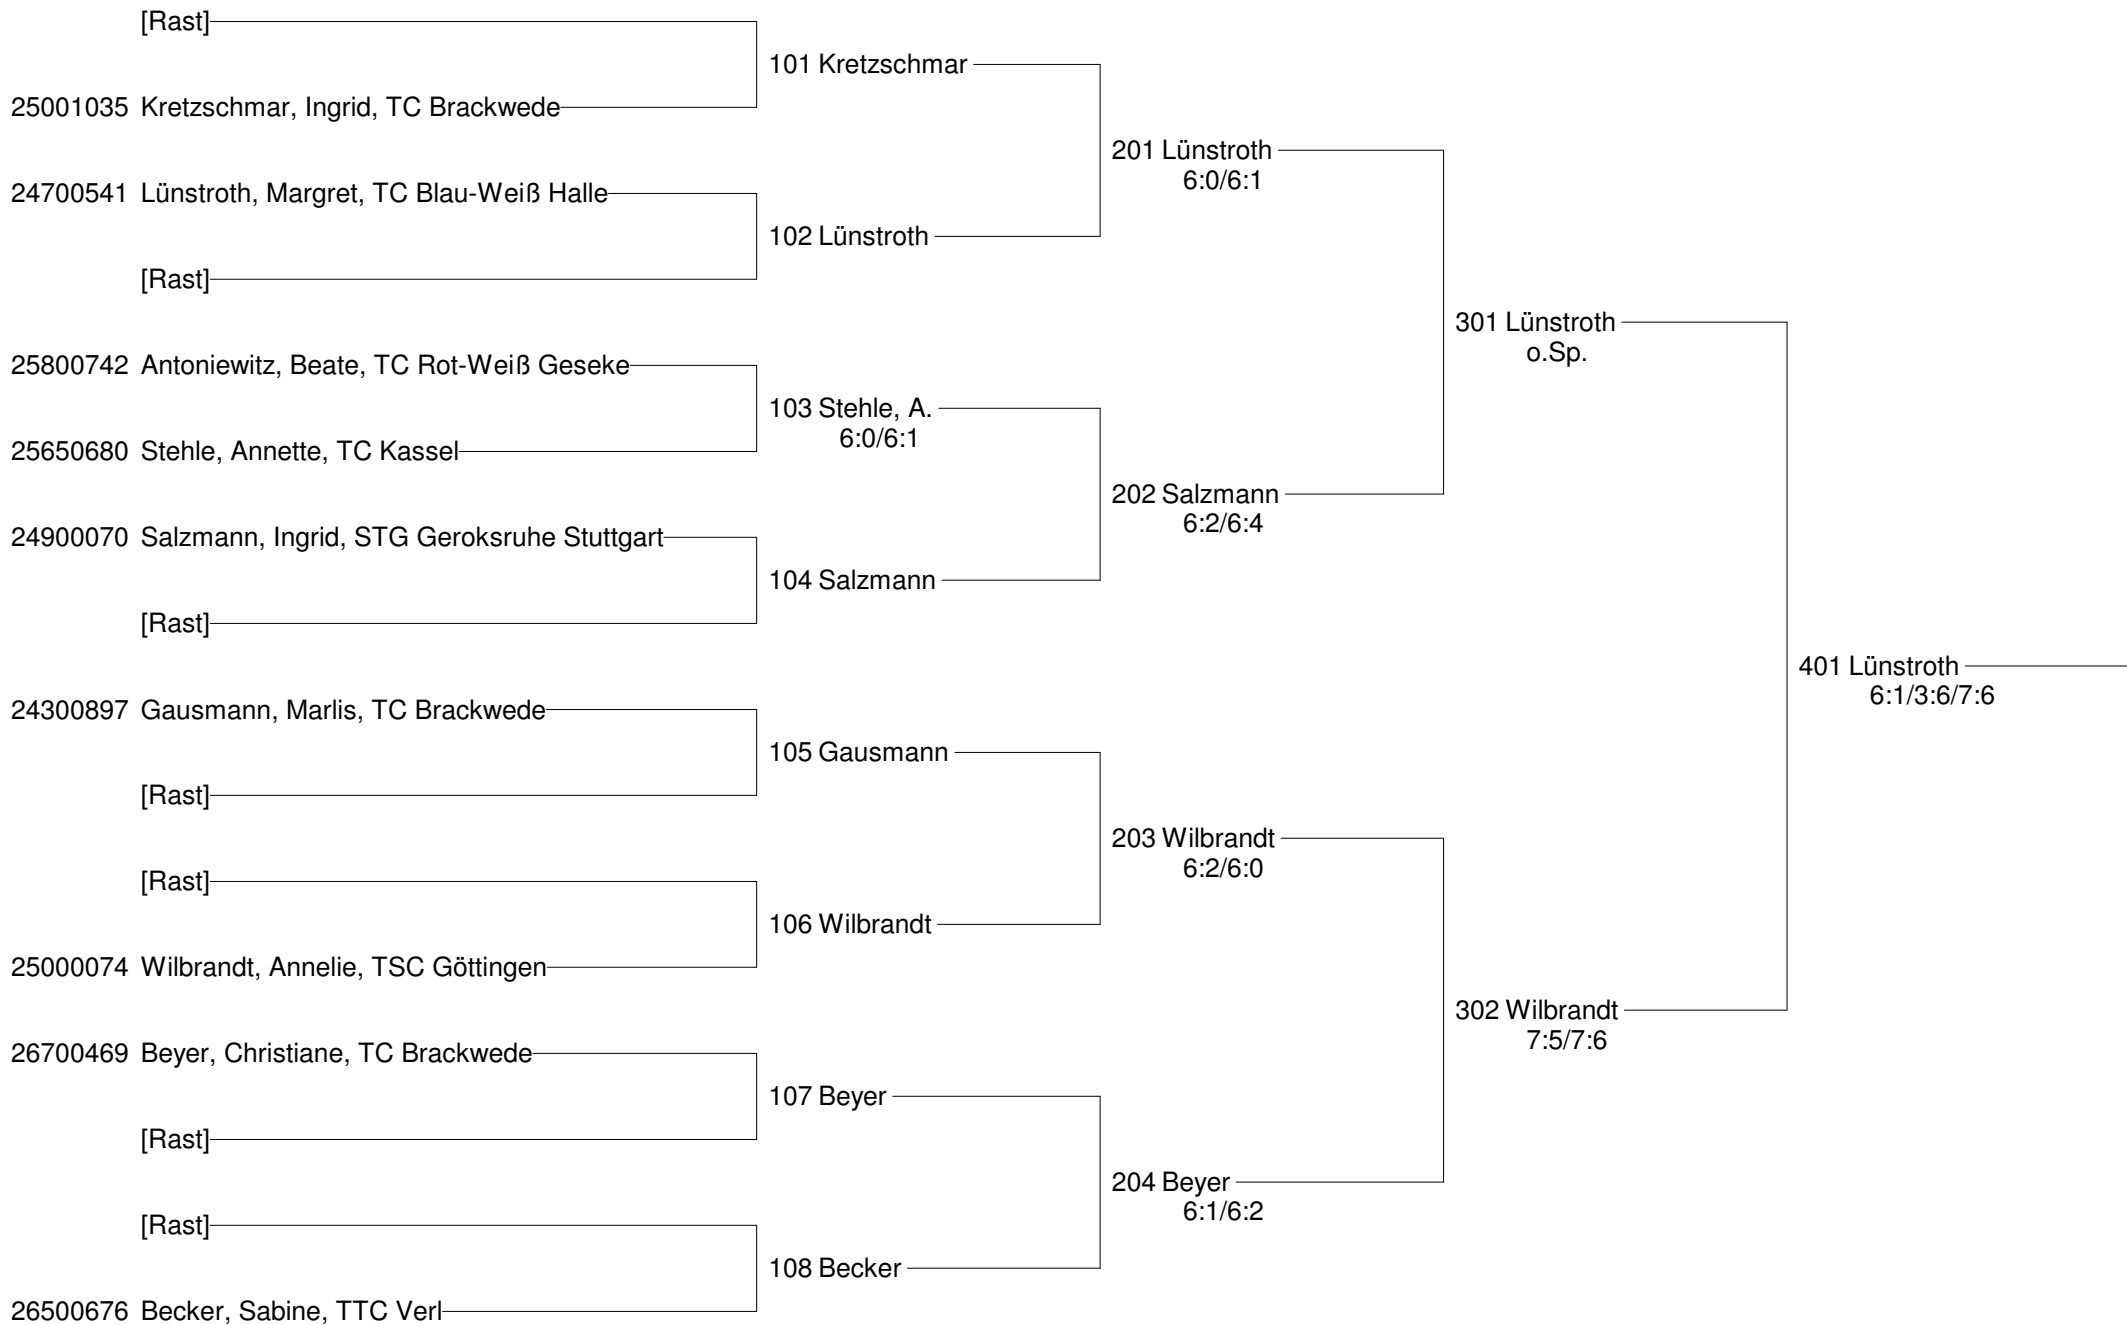 [Rast]
101 Kretzschmar
25001035 Kretzschmar, Ingrid, TC Brackwede
201 Lünstroth
6:0/6:1
24700541 Lünstroth, Margret, TC Blau-Weiß Halle
102 Lünstroth
[Rast]
301 Lünstroth
o.Sp.
25800742 Antoniewitz, Beate, TC Rot-Weiß Geseke
103 Stehle, A.
6:0/6:1
25650680 Stehle, Annette, TC Kassel
202 Salzmann
6:2/6:4
24900070 Salzmann, Ingrid, STG Geroksruhe Stuttgart
104 Salzmann
[Rast]
401 Lünstroth
6:1/3:6/7:6
24300897 Gausmann, Marlis, TC Brackwede
105 Gausmann
[Rast]
203 Wilbrandt
6:2/6:0
[Rast]
106 Wilbrandt
25000074 Wilbrandt, Annelie, TSC Göttingen
302 Wilbrandt
7:5/7:6
26700469 Beyer, Christiane, TC Brackwede
107 Beyer
[Rast]
204 Beyer
6:1/6:2
[Rast]
108 Becker
26500676 Becker, Sabine, TTC Verl